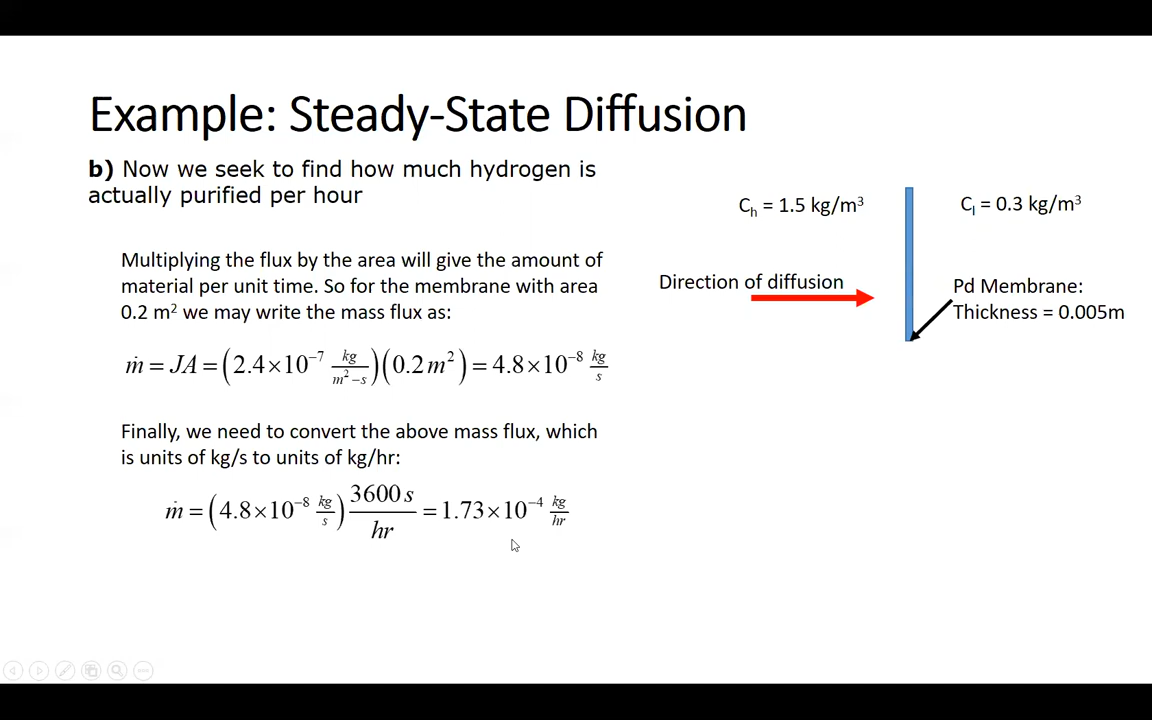 Example: Steady-State Diffusion
b) Now we seek to find how much hydrogen is
actually purified per hour
Multiplying the flux by the area will give the amount of
material per unit time. So for the membrane with area
0.2 m² we may write the mass flux as:
ṁ = JA = (2.4×10⁻⁷ kg/(m²−s))(0.2 m²) = 4.8×10⁻⁸ kg/s
Finally, we need to convert the above mass flux, which
is units of kg/s to units of kg/hr:
ṁ = (4.8×10⁻⁸ kg/s) 3600 s/hr = 1.73×10⁻⁴ kg/hr
Cₕ = 1.5 kg/m³
Cₗ = 0.3 kg/m³
Direction of diffusion
Pd Membrane:
Thickness = 0.005m